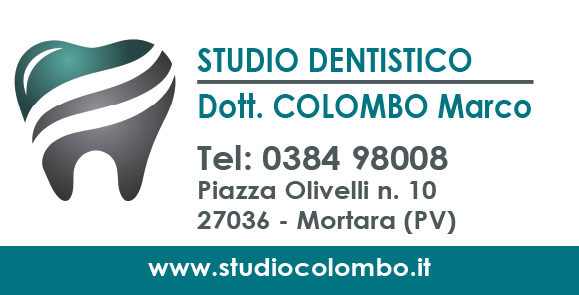 STUDIO DENTISTICO
Dott. COLOMBO Marco
Tel: 0384 98008
Piazza Olivelli n. 10
27036 - Mortara (PV)
www.studiocolombo.it